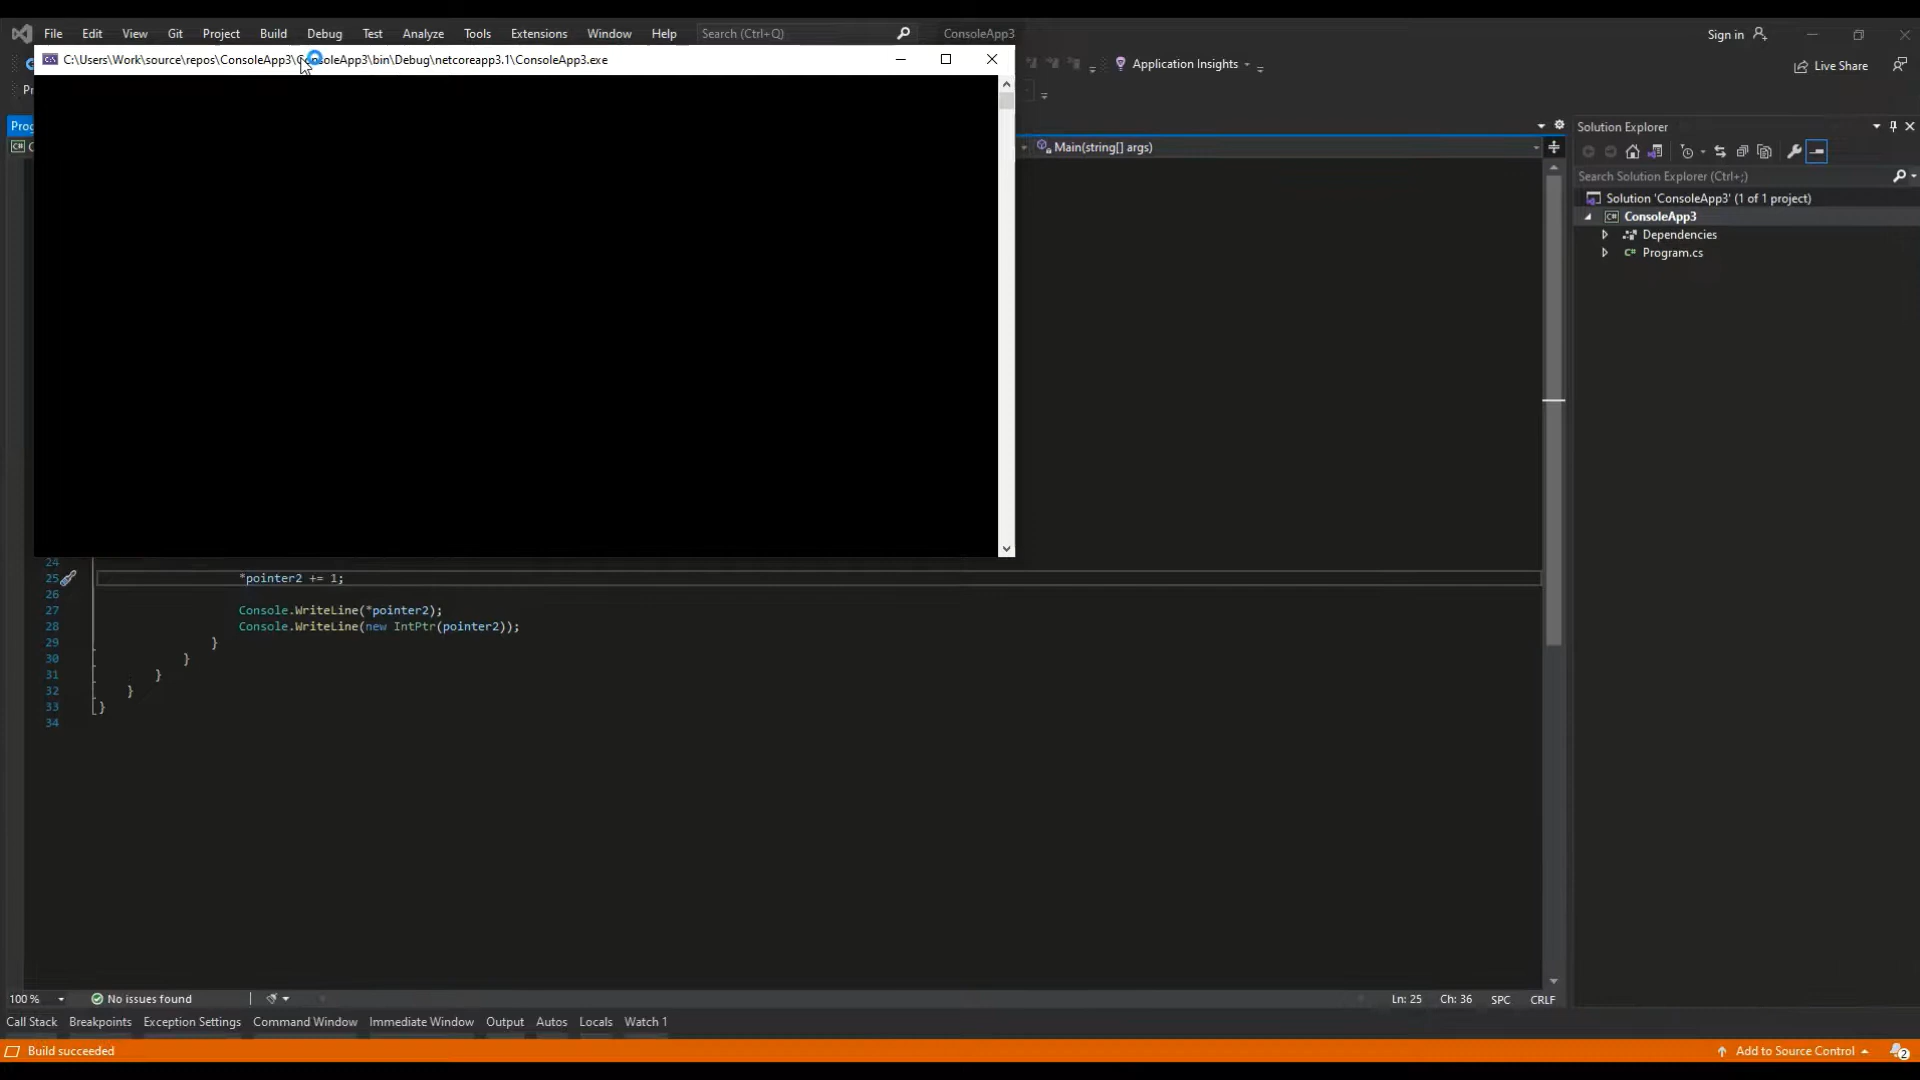 File Edit View Git Project Build Debug Test Analyze Tools Extensions Window Help Search (Ctrl+Q) ConsoleApp3 Sign in
C:\Users\Work\source\repos\ConsoleApp3\ConsoleApp3\bin\Debug\netcoreapp3.1\ConsoleApp3.exe
Application Insights
Live Share
Pr
Prog
Solution Explorer
C#
Main(string[] args)
Search Solution Explorer (Ctrl+;)
Solution 'ConsoleApp3' (1 of 1 project)
C# ConsoleApp3
Dependencies
C# Program.cs
24
25 *pointer2 += 1;
26
27 Console.WriteLine(*pointer2);
28 Console.WriteLine(new IntPtr(pointer2));
29 }
30 }
31 }
32 }
33 }
34
100 % No issues found Ln: 25 Ch: 36 SPC CRLF
Call Stack Breakpoints Exception Settings Command Window Immediate Window Output Autos Locals Watch 1
Build succeeded Add to Source Control 2